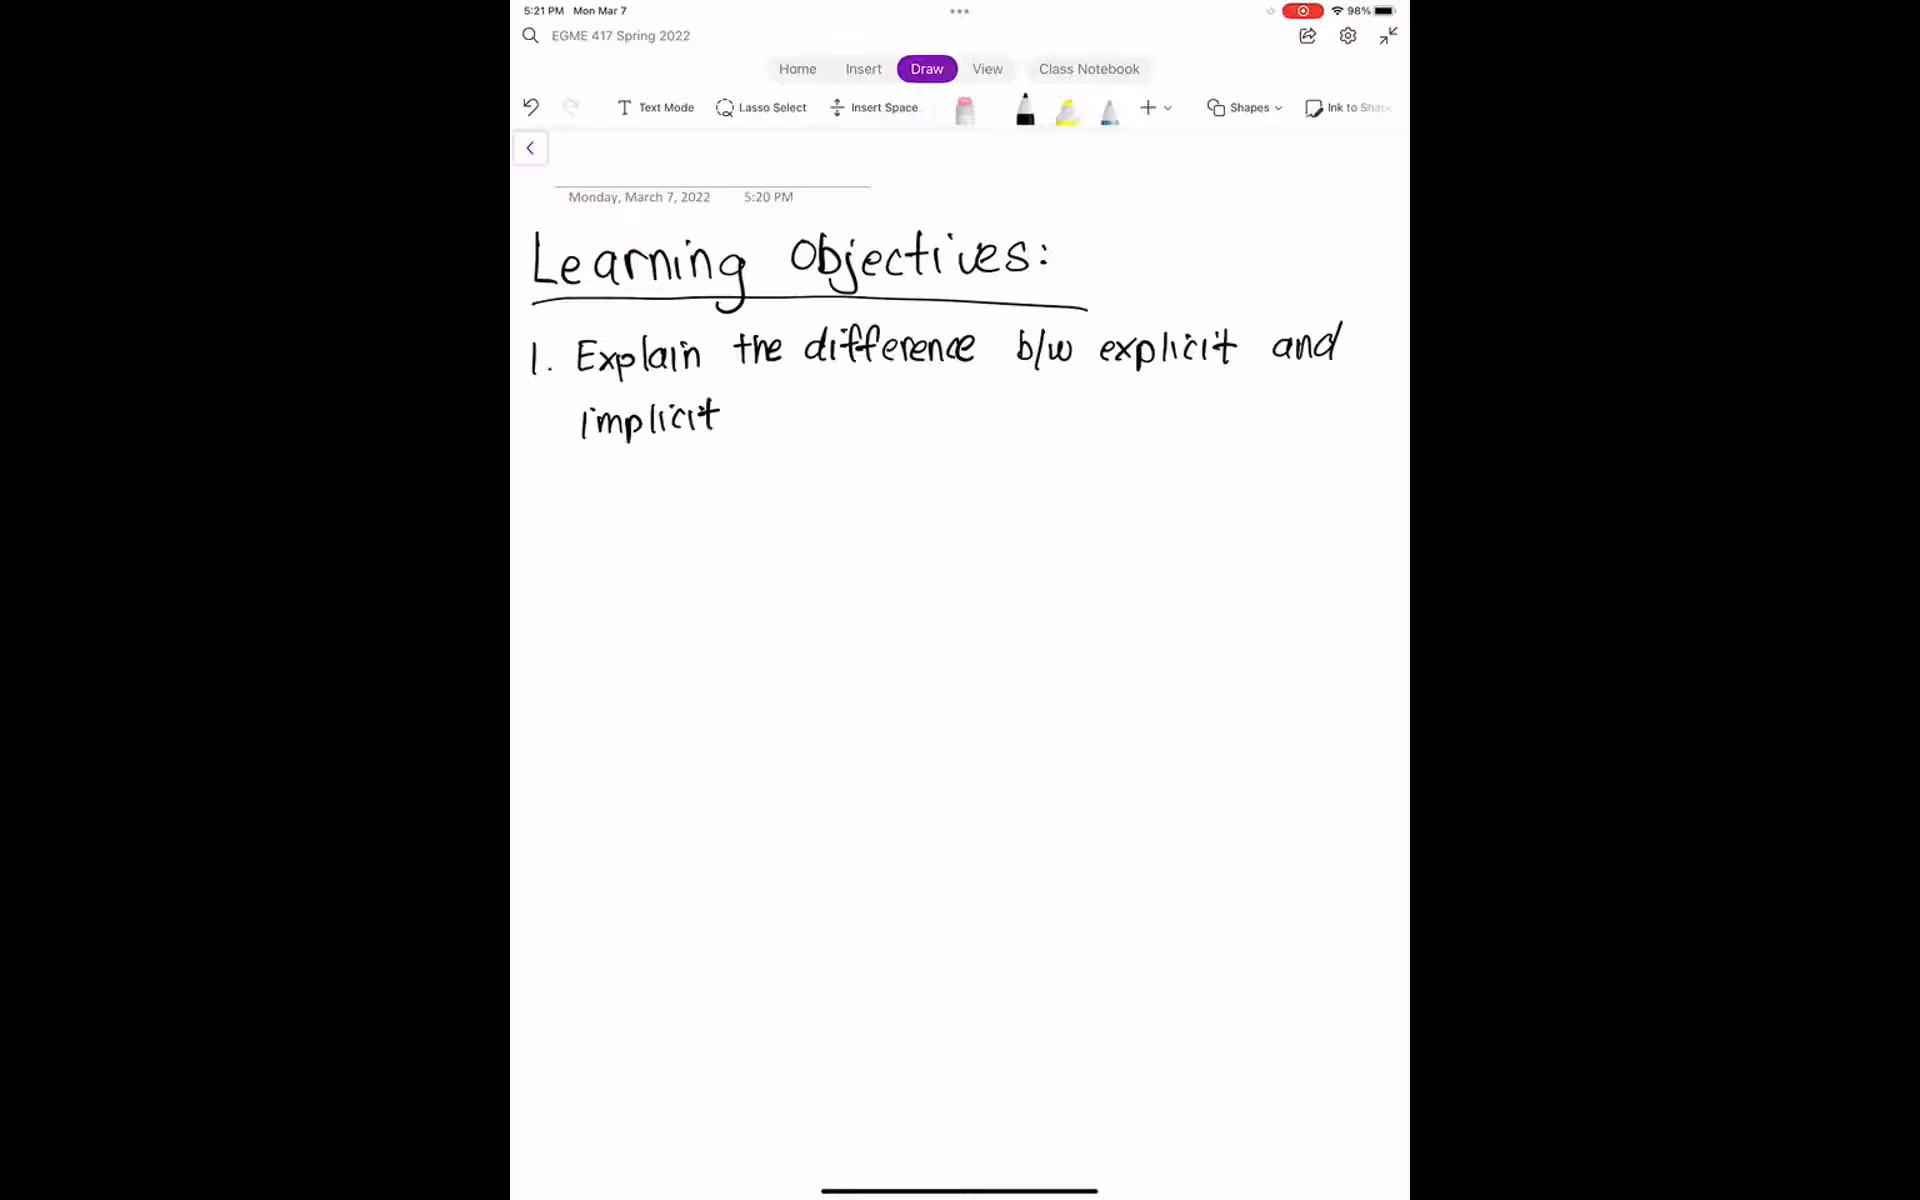 5:21 PM Mon Mar 7
98%
EGME 417 Spring 2022
Home Insert Draw View Class Notebook
Text Mode Lasso Select Insert Space Shapes Ink to Shape
Monday, March 7, 2022 5:20 PM
Learning Objectives:
1. Explain the difference b/w explicit and
implicit